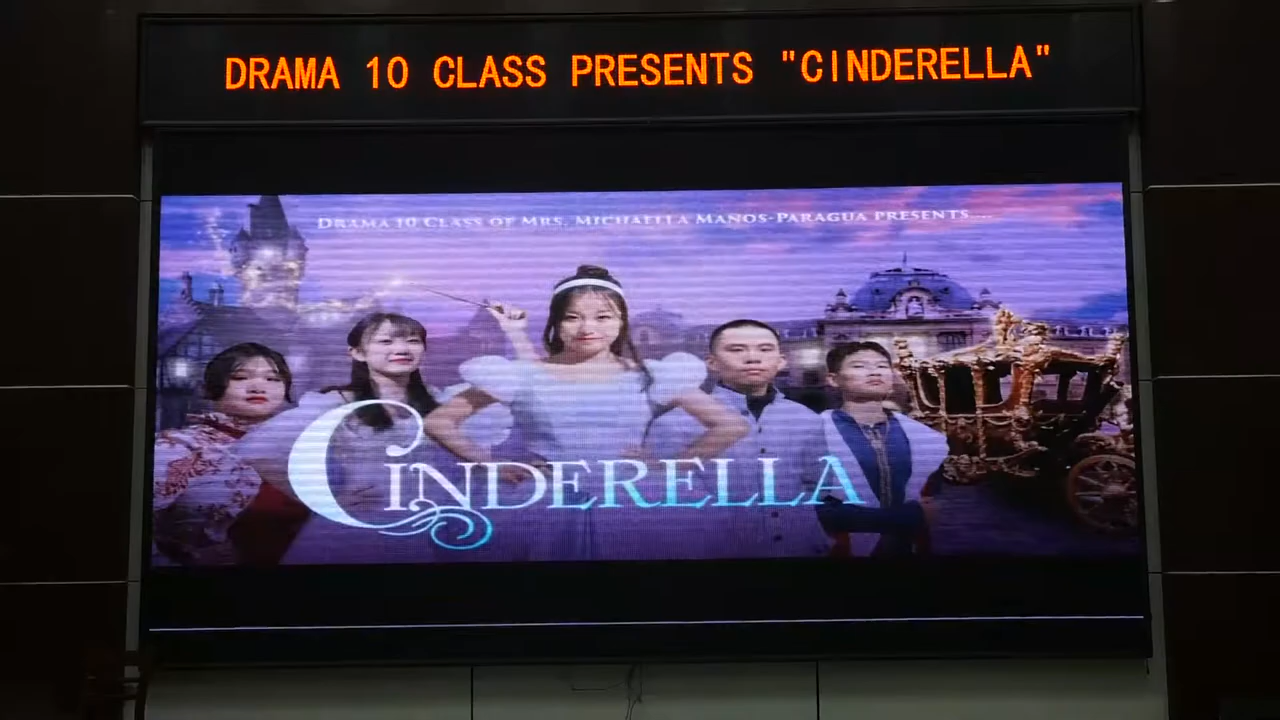 DRAMA 10 CLASS PRESENTS "CINDERELLA"
DRAMA 10 CLASS OF MRS. MICHAELLA MAÑOS-PARAGUA PRESENTS....
CINDERELLA